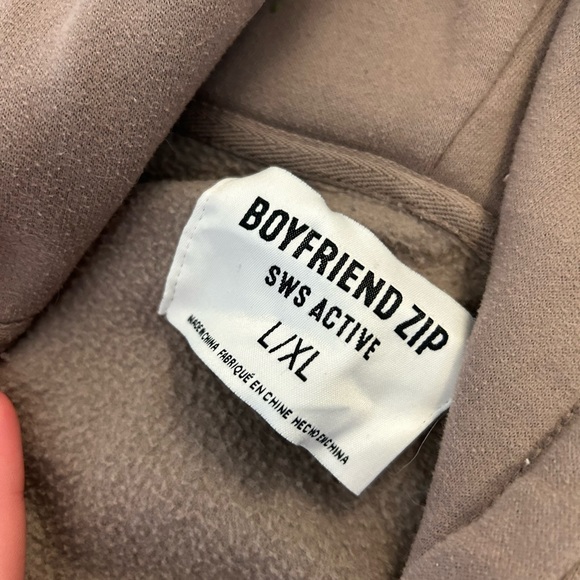 BOYFRIEND ZIP
SWS ACTIVE
L/XL
MADE IN CHINA FABRIQUÉ EN CHINE HECHO EN CHINA